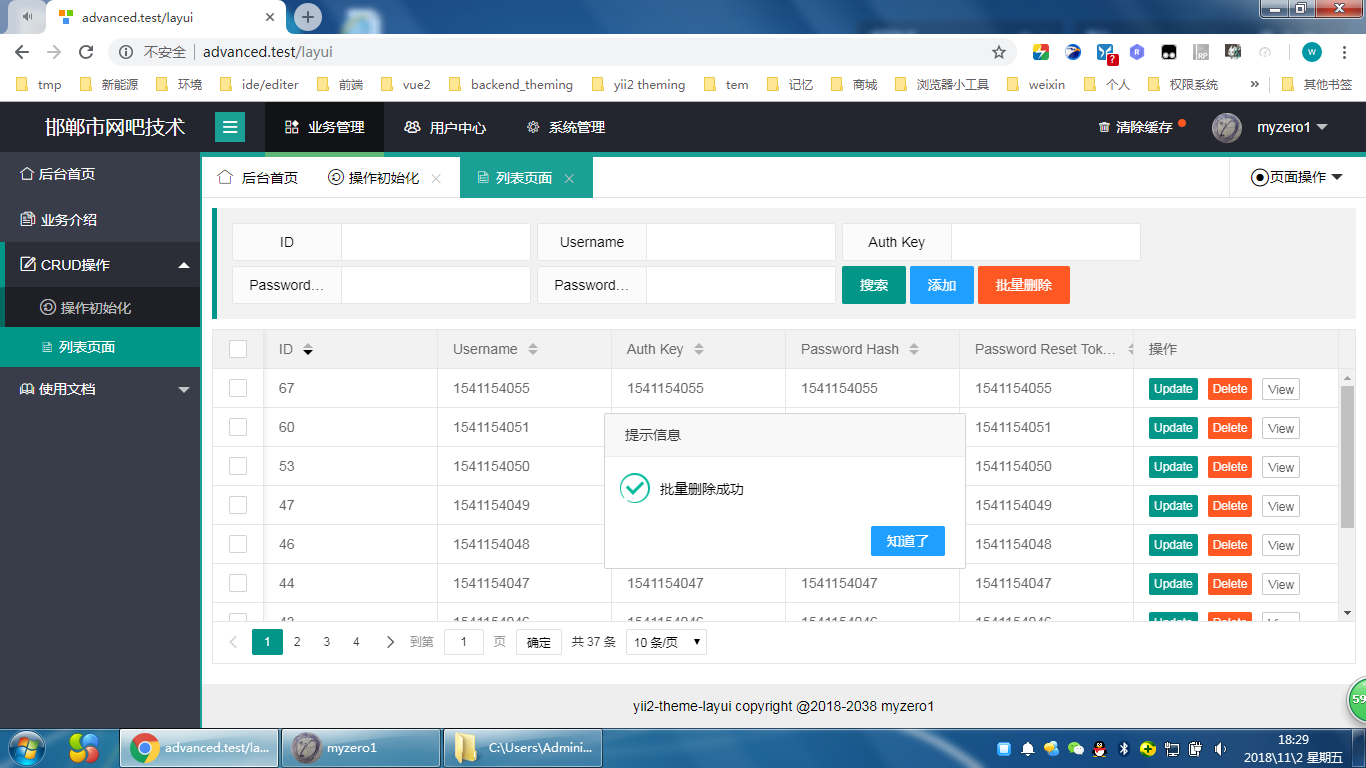 advanced.test/layui
不安全 advanced.test/layui
tmp 新能源 环境 ide/editer 前端 vue2 backend_theming yii2 theming tem 记忆 商城 浏览器小工具 weixin 个人 权限系统 » 其他书签
邯郸市网吧技术 业务管理 用户中心 系统管理 清除缓存 myzero1
后台首页
业务介绍
CRUD操作
操作初始化
列表页面
使用文档
后台首页 操作初始化 列表页面 页面操作
ID Username Auth Key
Password… Password… 搜索 添加 批量删除
ID Username Auth Key Password Hash Password Reset Tok… 操作
67 1541154055 1541154055 1541154055 1541154055 Update Delete View
60 1541154051 1541154051 Update Delete View
53 1541154050 1541154050 Update Delete View
47 1541154049 1541154049 Update Delete View
46 1541154048 1541154048 Update Delete View
44 1541154047 1541154047 1541154047 1541154047 Update Delete View
提示信息
批量删除成功
知道了
1 2 3 4 到第 1 页 确定 共 37 条 10 条/页
yii2-theme-layui copyright @2018-2038 myzero1
59
advanced.test/la... myzero1 C:\Users\Admini...
18:29
2018\11\2 星期五